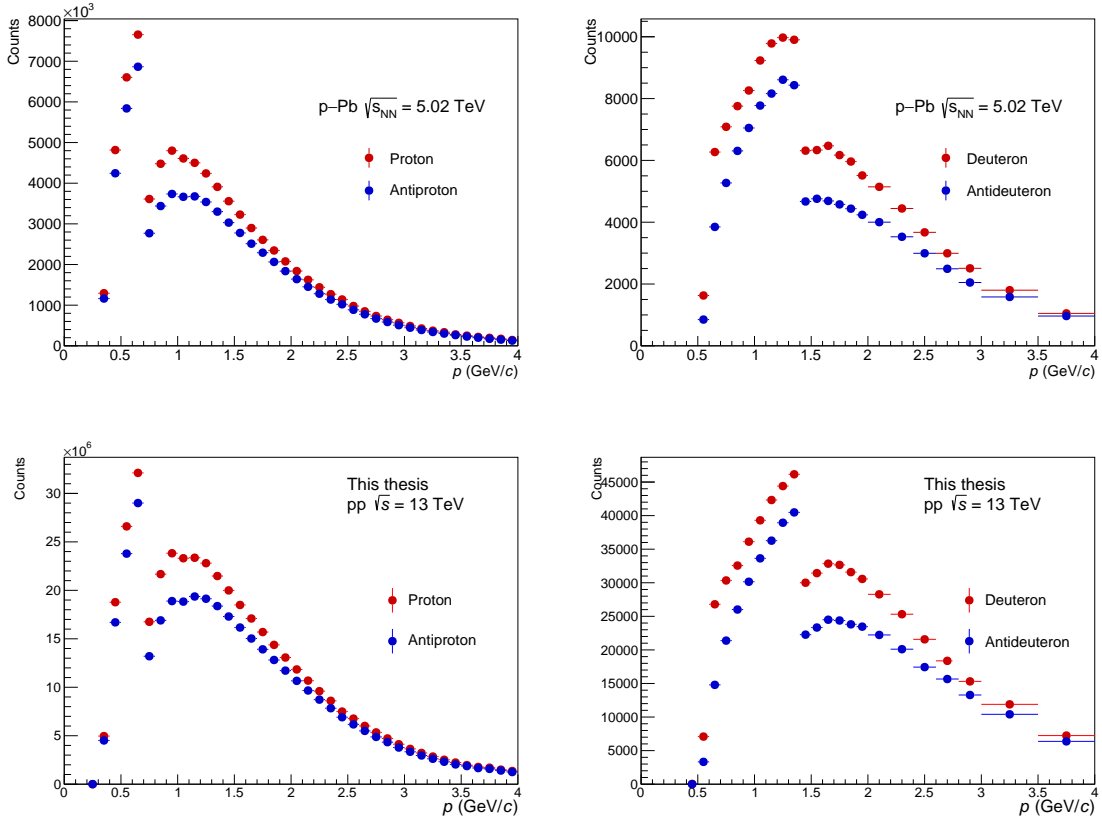 ×10³
8000
7000
6000
5000
4000
3000
2000
1000
0
Counts
p–Pb √s_NN = 5.02 TeV
Proton
Antiproton
0 0.5 1 1.5 2 2.5 3 3.5 4
p (GeV/c)
10000
8000
6000
4000
2000
0
Counts
p–Pb √s_NN = 5.02 TeV
Deuteron
Antideuteron
0 0.5 1 1.5 2 2.5 3 3.5 4
p (GeV/c)
×10⁶
30
25
20
15
10
5
0
Counts
This thesis
pp √s = 13 TeV
Proton
Antiproton
0 0.5 1 1.5 2 2.5 3 3.5 4
p (GeV/c)
45000
40000
35000
30000
25000
20000
15000
10000
5000
0
Counts
This thesis
pp √s = 13 TeV
Deuteron
Antideuteron
0 0.5 1 1.5 2 2.5 3 3.5 4
p (GeV/c)